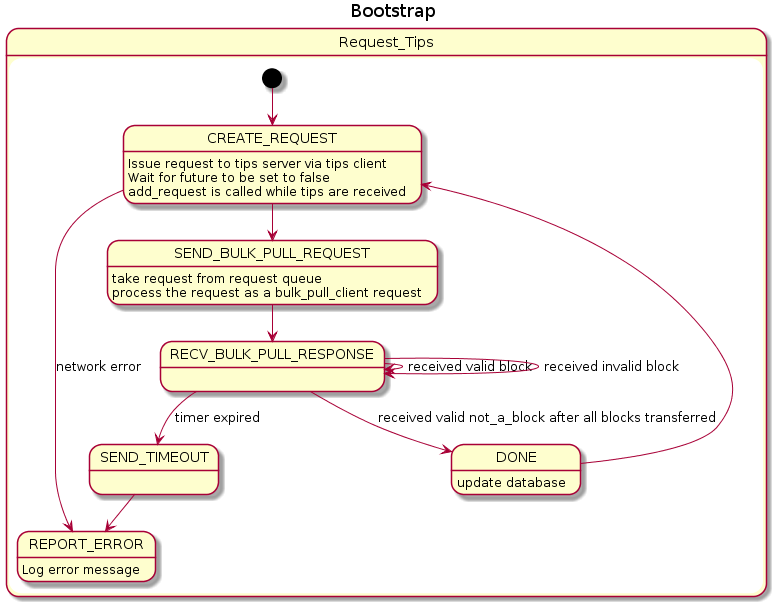 Bootstrap
Request_Tips
CREATE_REQUEST
Issue request to tips server via tips client
Wait for future to be set to false
add_request is called while tips are received
SEND_BULK_PULL_REQUEST
take request from request queue
process the request as a bulk_pull_client request
RECV_BULK_PULL_RESPONSE
network error
received valid block
received invalid block
timer expired
received valid not_a_block after all blocks transferred
SEND_TIMEOUT
DONE
update database
REPORT_ERROR
Log error message